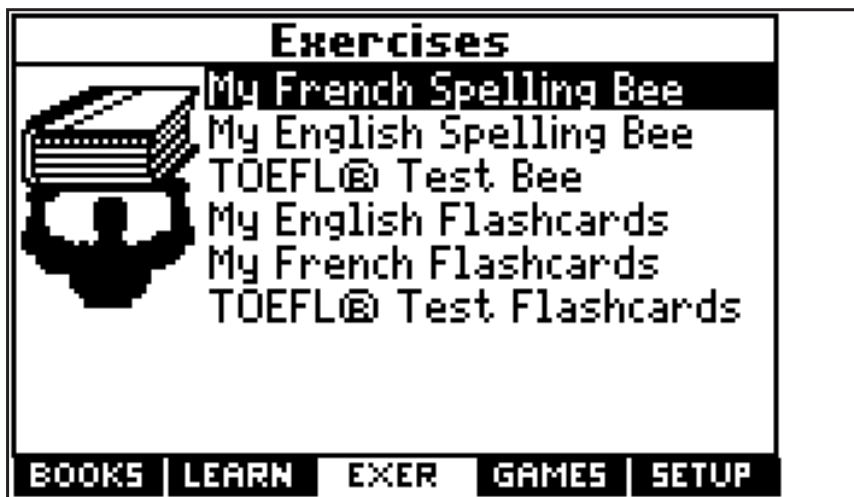 Exercises
My French Spelling Bee
My English Spelling Bee
TOEFL® Test Bee
My English Flashcards
My French Flashcards
TOEFL® Test Flashcards
BOOKS LEARN EXER GAMES SETUP